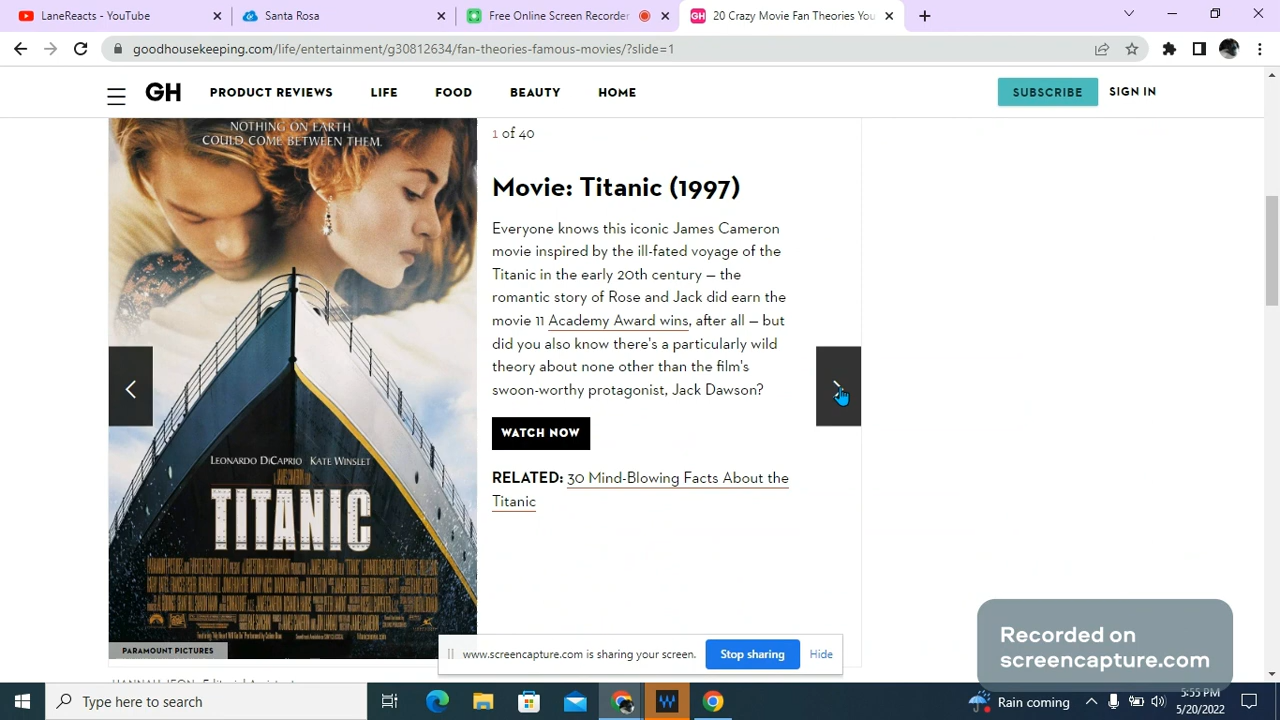 LaneReacts - YouTube
Santa Rosa
Free Online Screen Recorder
20 Crazy Movie Fan Theories You
goodhousekeeping.com/life/entertainment/g30812634/fan-theories-famous-movies/?slide=1
GH
PRODUCT REVIEWS
LIFE
FOOD
BEAUTY
HOME
SUBSCRIBE
SIGN IN
NOTHING ON EARTH
COULD COME BETWEEN THEM.
LEONARDO DICAPRIO KATE WINSLET
TITANIC
PARAMOUNT PICTURES
1 of 40
Movie: Titanic (1997)
Everyone knows this iconic James Cameron
movie inspired by the ill-fated voyage of the
Titanic in the early 20th century — the
romantic story of Rose and Jack did earn the
movie 11 Academy Award wins, after all — but
did you also know there's a particularly wild
theory about none other than the film's
swoon-worthy protagonist, Jack Dawson?
WATCH NOW
RELATED: 30 Mind-Blowing Facts About the
Titanic
www.screencapture.com is sharing your screen.
Stop sharing
Hide
Recorded on
screencapture.com
Type here to search
Rain coming
5:55 PM
5/20/2022